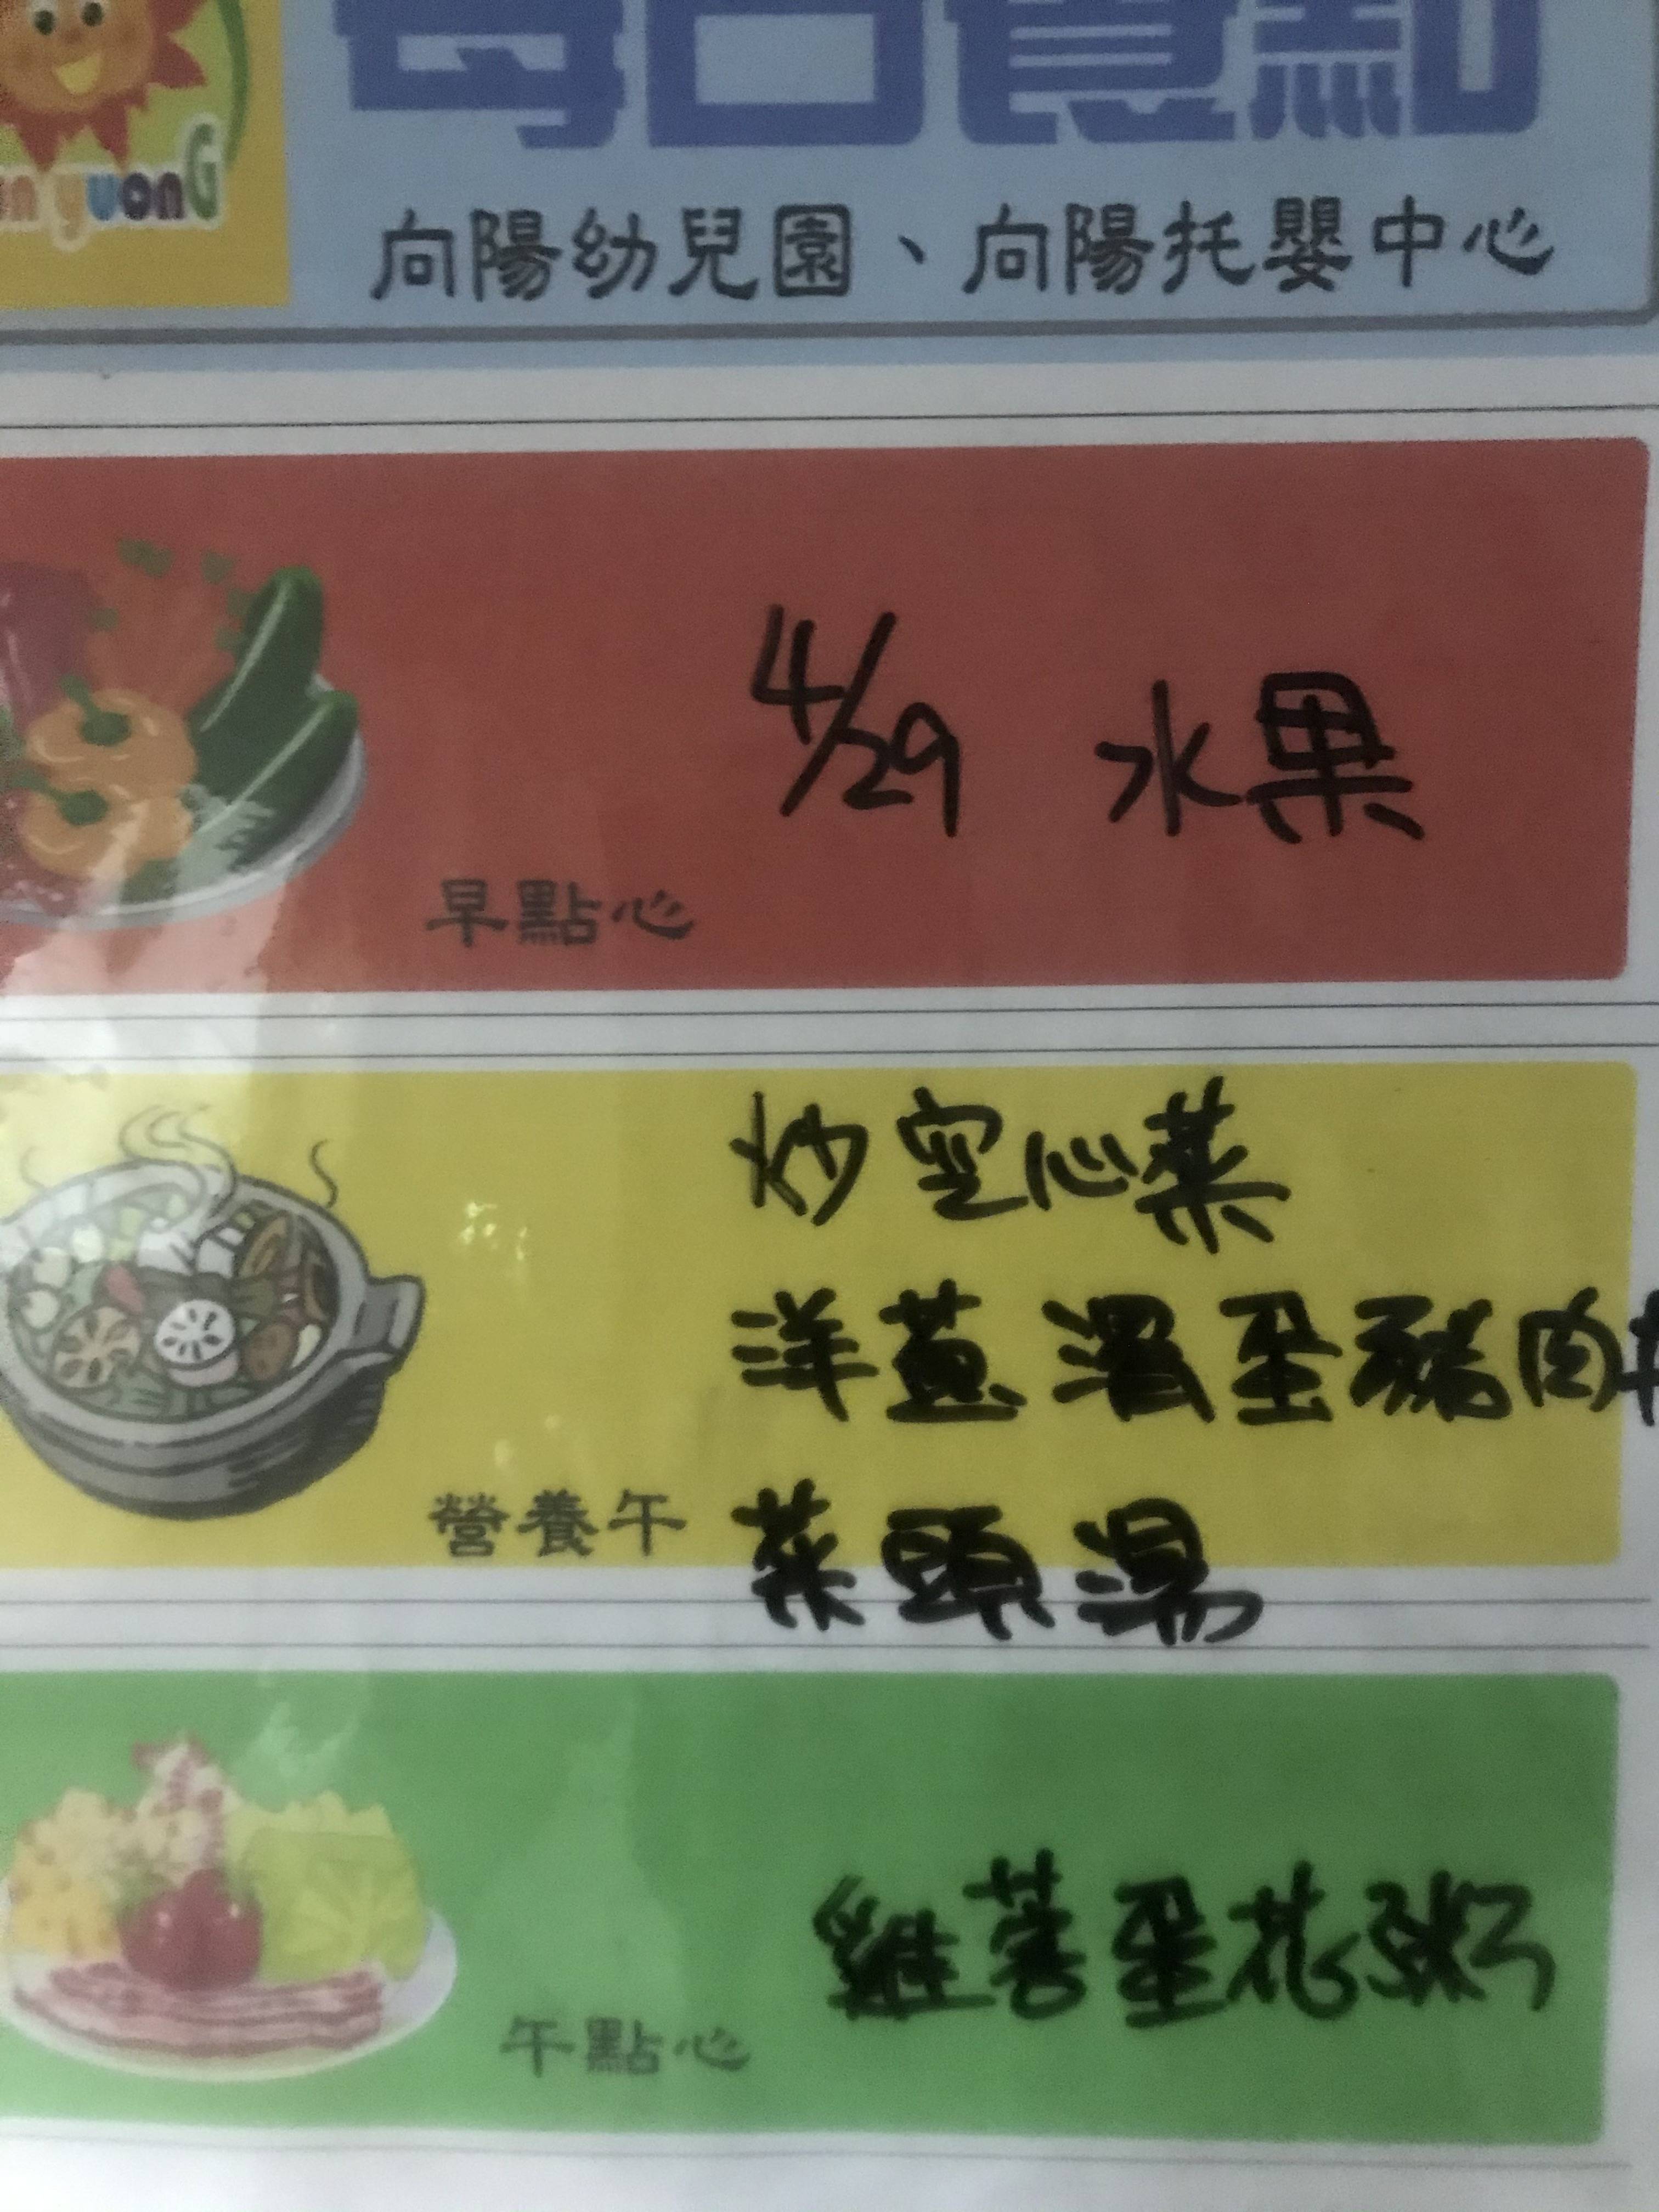 每日餐點
yuonG
向陽幼兒園、向陽托嬰中心
4/29 水果
早點心
炒空心菜
洋蔥溜蛋豬肉
營養午
菜頭湯
雞蓉蛋花粥
午點心